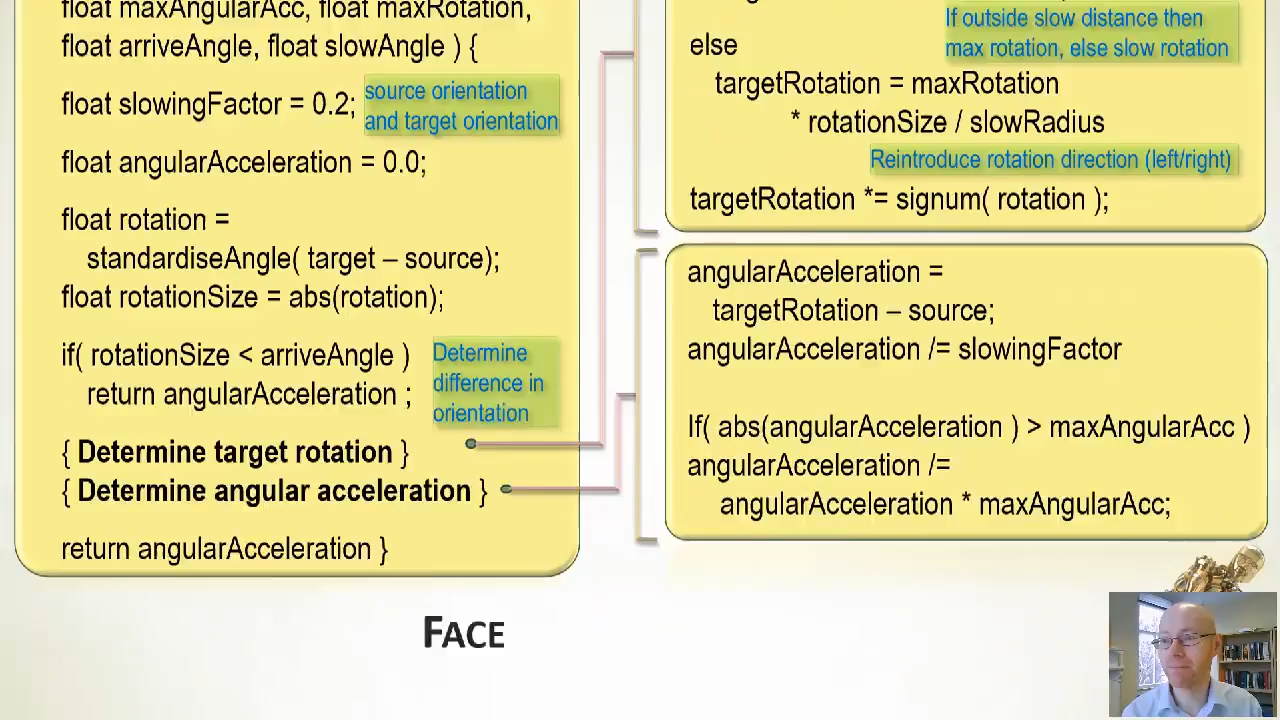 float maxAngularAcc, float maxRotation,
float arriveAngle, float slowAngle ) {
float slowingFactor = 0.2;
source orientation
and target orientation
float angularAcceleration = 0.0;
float rotation =
standardiseAngle( target – source);
float rotationSize = abs(rotation);
if( rotationSize < arriveAngle )
return angularAcceleration ;
Determine
difference in
orientation
{ Determine target rotation }
{ Determine angular acceleration }
return angularAcceleration }
If outside slow distance then
max rotation, else slow rotation
else
targetRotation = maxRotation
* rotationSize / slowRadius
Reintroduce rotation direction (left/right)
targetRotation *= signum( rotation );
angularAcceleration =
targetRotation – source;
angularAcceleration /= slowingFactor
If( abs(angularAcceleration ) > maxAngularAcc )
angularAcceleration /=
angularAcceleration * maxAngularAcc;
FACE